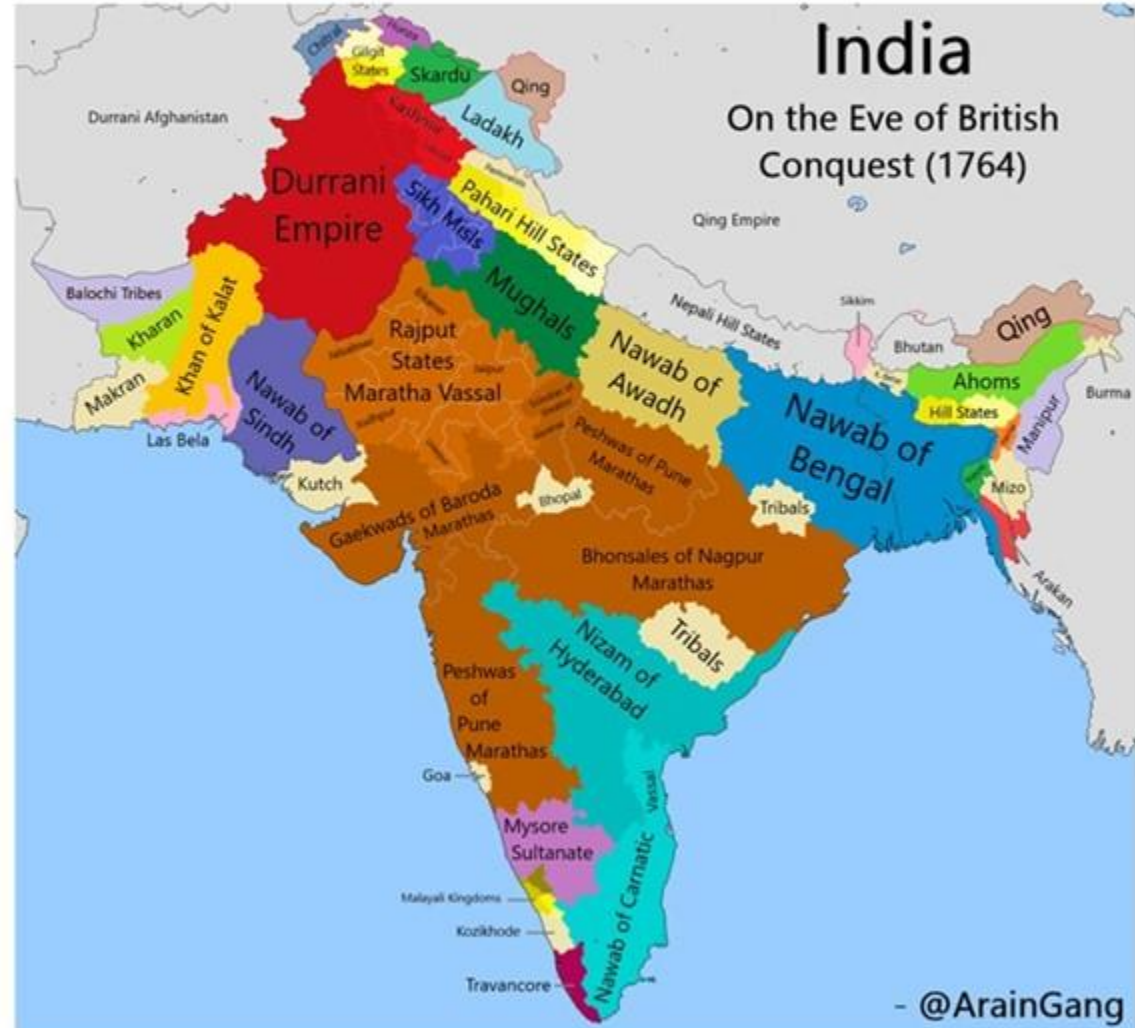 India
On the Eve of British
Conquest (1764)
Chitral
Hunza
Gilgit
States
Skardu
Qing
Kashmir
Ladakh
Durrani Afghanistan
Durrani
Empire
Sikh Misls
Pahari Hill States
Qing Empire
Mughals
Balochi Tribes
Kharan
Khan of Kalat
Makran
Las Bela
Nawab of
Sindh
Kutch
Rajput
States
Maratha Vassal
Bikaner
Jaisalmer
Jaipur
Jodhpur
Nawab of
Awadh
Nepali Hill States
Sikkim
Bhutan
Qing
Ahoms
Hill States
Burma
Manipur
Mizo
Arakan
Nawab of
Bengal
Tribals
Peshwas of Pune
Marathas
Bhopal
Gaekwads of Baroda
Marathas
Bhonsales of Nagpur
Marathas
Tribals
Nizam of
Hyderabad
Peshwas
of
Pune
Marathas
Goa
Vassal
Mysore
Sultanate
Nawab of Carnatic
Malayali Kingdoms
Kozikhode
Travancore
- @ArainGang